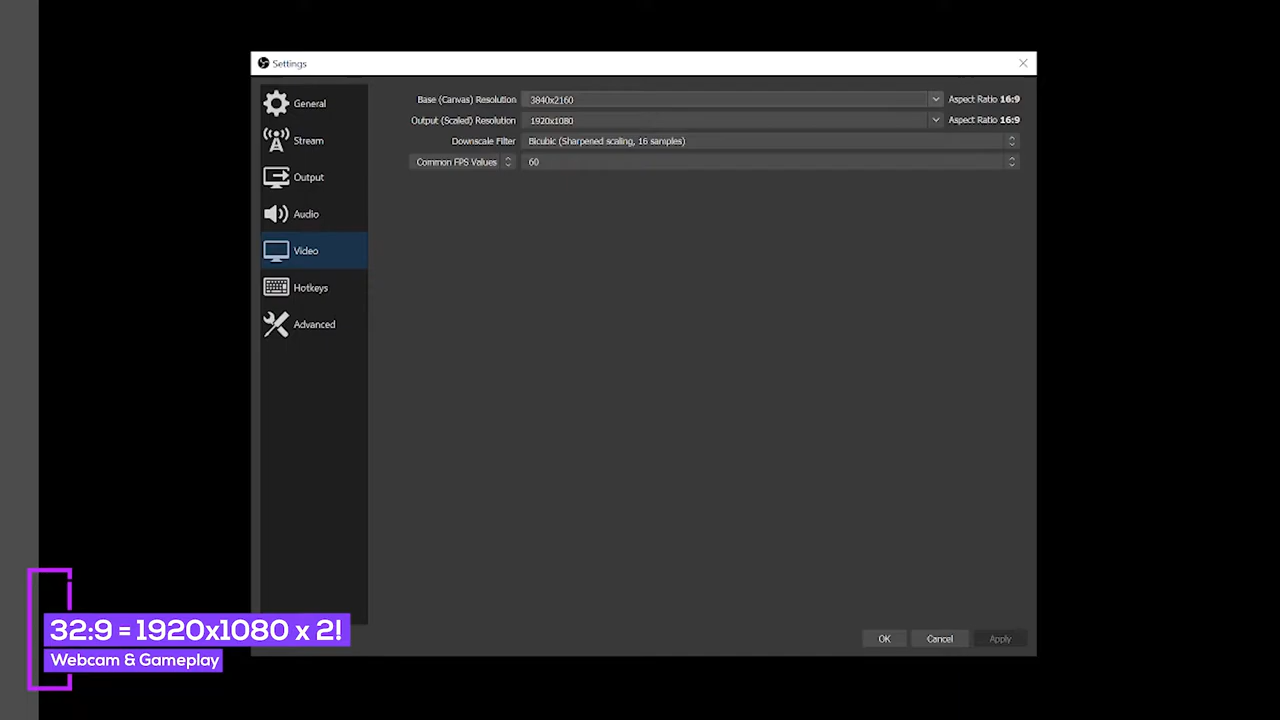 Settings
General
Stream
Output
Audio
Video
Hotkeys
Advanced
Base (Canvas) Resolution 3840x2160 Aspect Ratio 16:9
Output (Scaled) Resolution 1920x1080 Aspect Ratio 16:9
Downscale Filter Bicubic (Sharpened scaling, 16 samples)
Common FPS Values 60
OK Cancel Apply
32:9 = 1920x1080 x 2!
Webcam & Gameplay